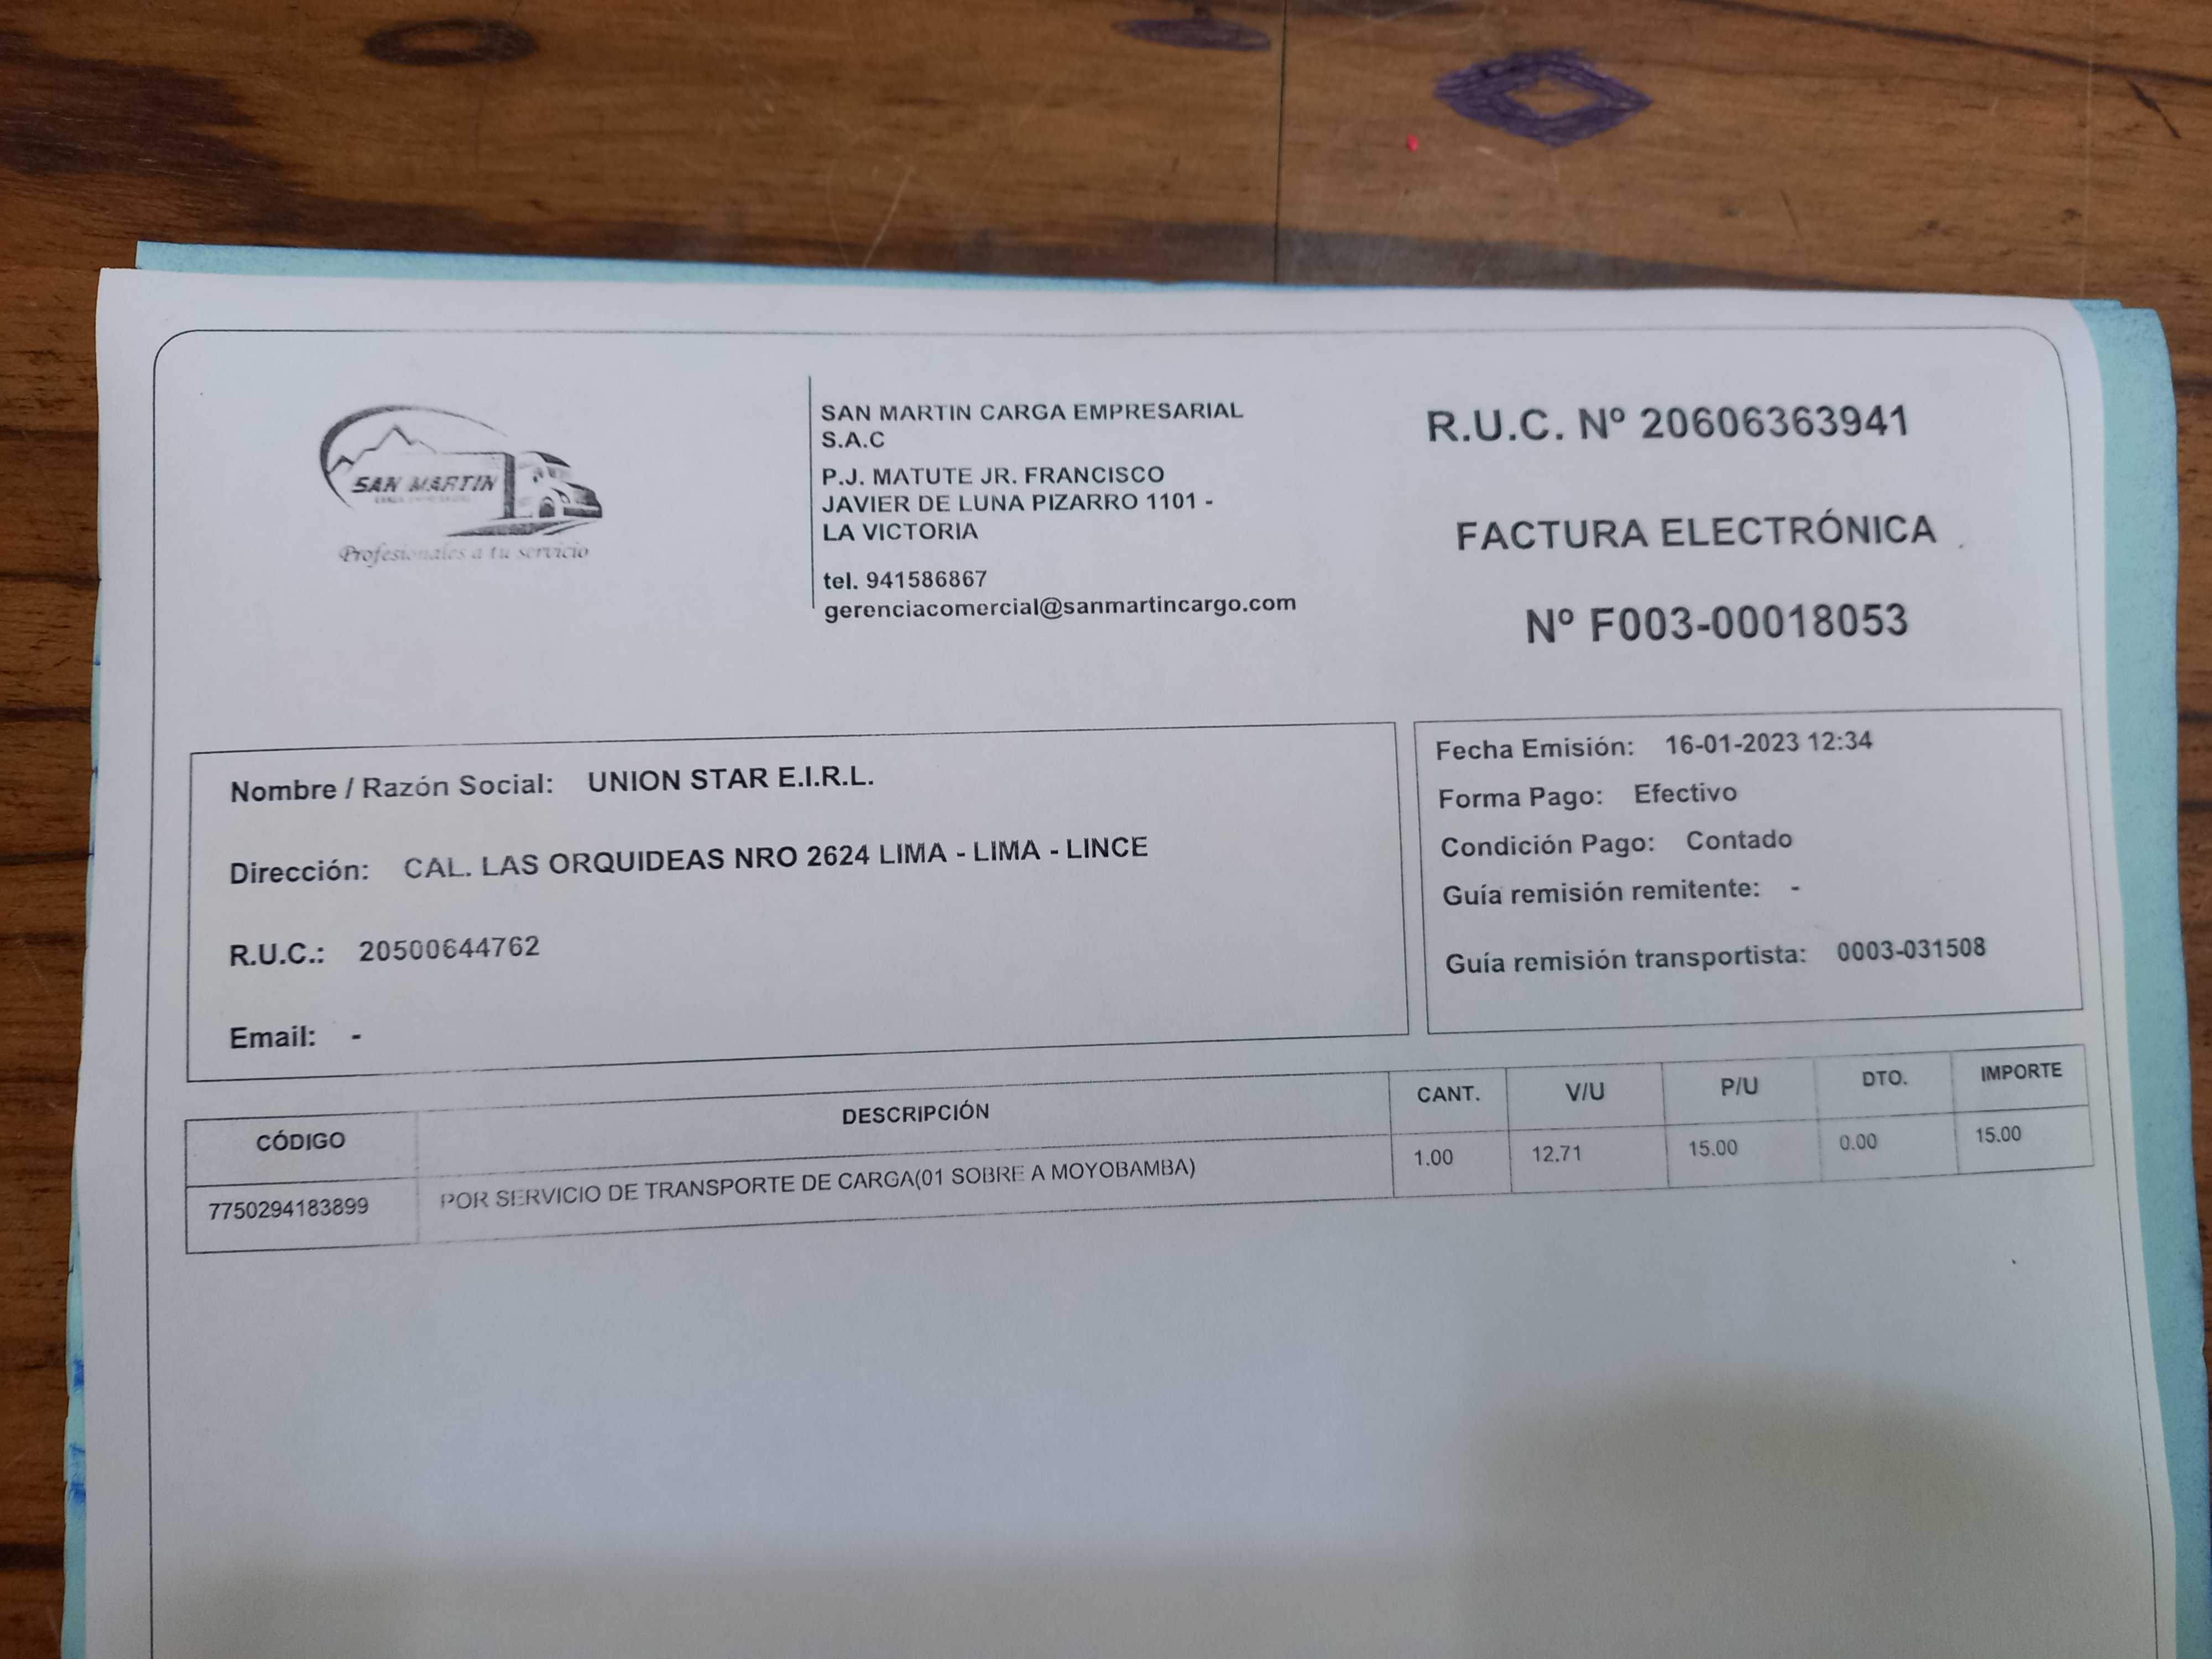 SAN MARTIN
Profesionales a tu servicio
SAN MARTIN CARGA EMPRESARIAL
S.A.C
P.J. MATUTE JR. FRANCISCO
JAVIER DE LUNA PIZARRO 1101 -
LA VICTORIA
tel. 941586867
gerenciacomercial@sanmartincargo.com
R.U.C. Nº 20606363941
FACTURA ELECTRÓNICA
Nº F003-00018053
Nombre / Razón Social: UNION STAR E.I.R.L.
Dirección: CAL. LAS ORQUIDEAS NRO 2624 LIMA - LIMA - LINCE
R.U.C.: 20500644762
Email: -
Fecha Emisión: 16-01-2023 12:34
Forma Pago: Efectivo
Condición Pago: Contado
Guía remisión remitente: -
Guía remisión transportista: 0003-031508
CÓDIGO DESCRIPCIÓN CANT. V/U P/U DTO. IMPORTE
7750294183899 POR SERVICIO DE TRANSPORTE DE CARGA(01 SOBRE A MOYOBAMBA) 1.00 12.71 15.00 0.00 15.00